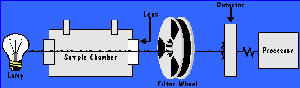 Detector
Lens
Sample Chamber
Processor
Lamp
Filter Wheel